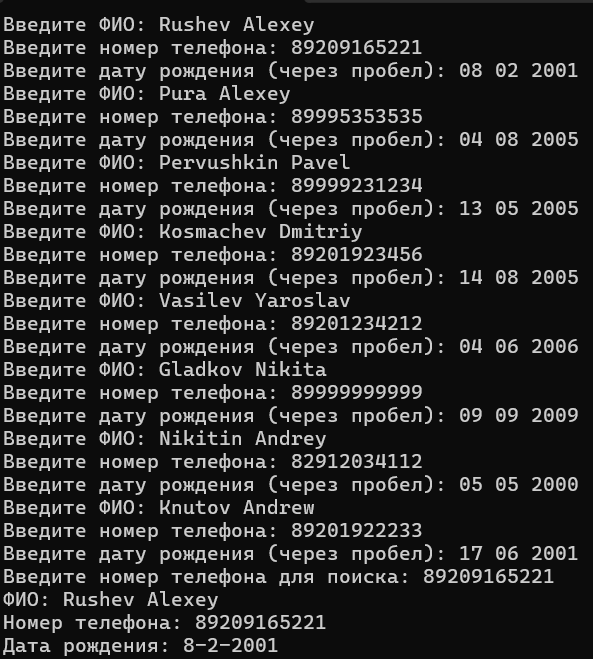 Введите ФИО: Rushev Alexey
Введите номер телефона: 89209165221
Введите дату рождения (через пробел): 08 02 2001
Введите ФИО: Pura Alexey
Введите номер телефона: 89995353535
Введите дату рождения (через пробел): 04 08 2005
Введите ФИО: Pervushkin Pavel
Введите номер телефона: 89999231234
Введите дату рождения (через пробел): 13 05 2005
Введите ФИО: Kosmachev Dmitriy
Введите номер телефона: 89201923456
Введите дату рождения (через пробел): 14 08 2005
Введите ФИО: Vasilev Yaroslav
Введите номер телефона: 89201234212
Введите дату рождения (через пробел): 04 06 2006
Введите ФИО: Gladkov Nikita
Введите номер телефона: 89999999999
Введите дату рождения (через пробел): 09 09 2009
Введите ФИО: Nikitin Andrey
Введите номер телефона: 82912034112
Введите дату рождения (через пробел): 05 05 2000
Введите ФИО: Knutov Andrew
Введите номер телефона: 89201922233
Введите дату рождения (через пробел): 17 06 2001
Введите номер телефона для поиска: 89209165221
ФИО: Rushev Alexey
Номер телефона: 89209165221
Дата рождения: 8-2-2001